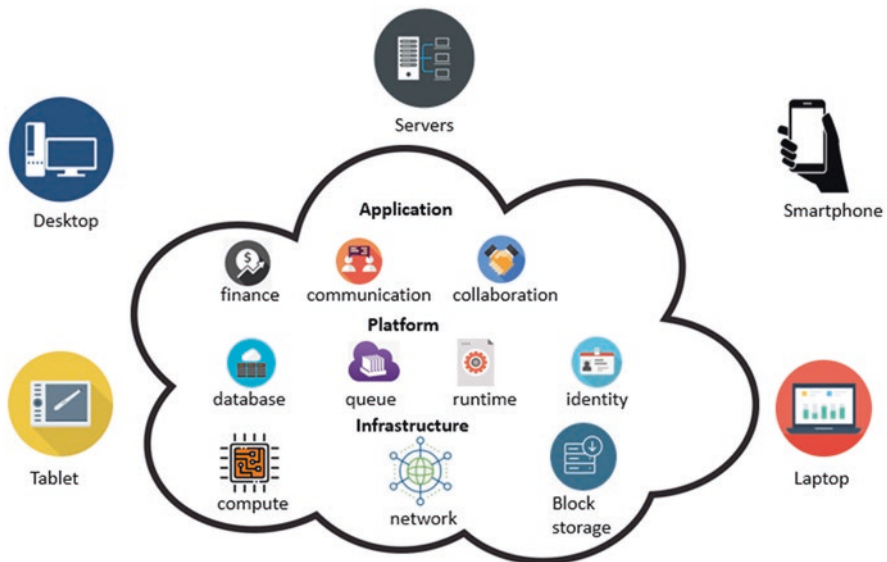 Servers
Desktop
Smartphone
Application
finance
communication
collaboration
Platform
database
queue
runtime
identity
Infrastructure
Tablet
Laptop
compute
network
Block
storage